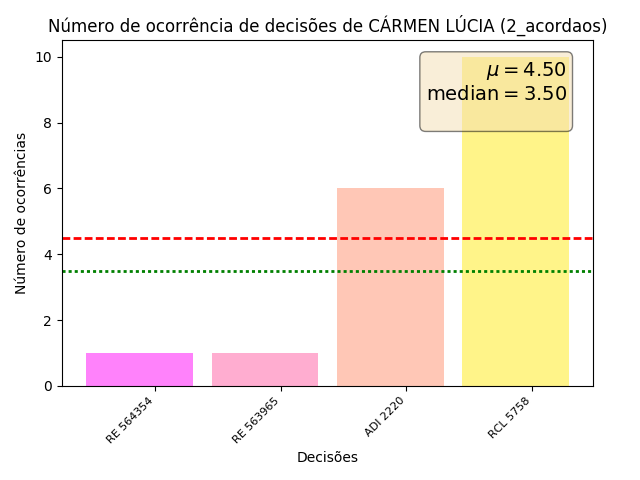 Número de ocorrência de decisões de CÁRMEN LÚCIA (2_acordaos)
μ = 4.50
median = 3.50
Número de ocorrências
10
8
6
4
2
0
RE 564354
RE 563965
ADI 2220
RCL 5758
Decisões